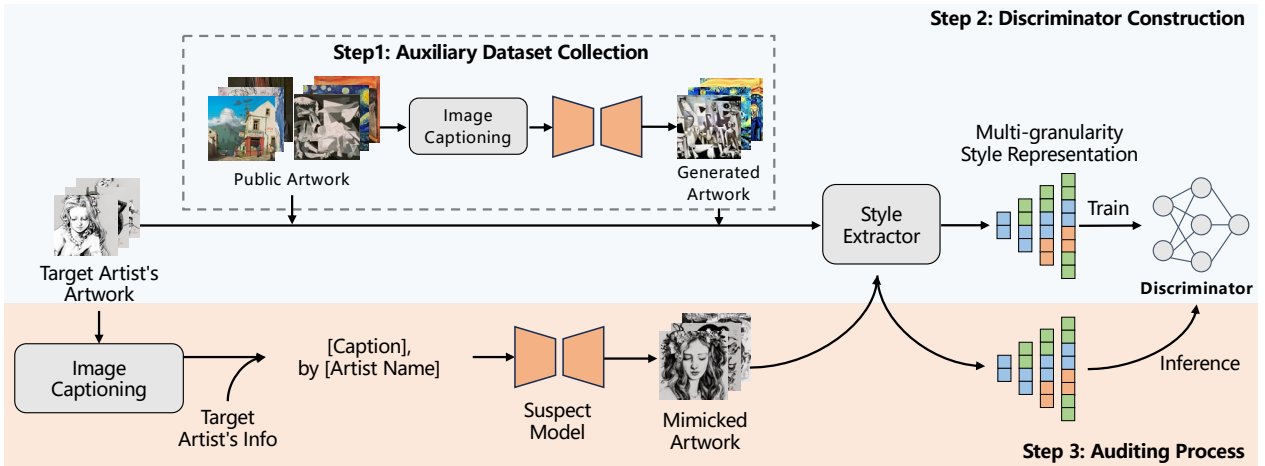 Step 2: Discriminator Construction
Step1: Auxiliary Dataset Collection
Image
Captioning
Public Artwork
Generated
Artwork
Multi-granularity
Style Representation
Style
Extractor
Train
Target Artist's
Artwork
Discriminator
Image
Captioning
[Caption],
by [Artist Name]
Target
Artist's Info
Suspect
Model
Mimicked
Artwork
Inference
Step 3: Auditing Process